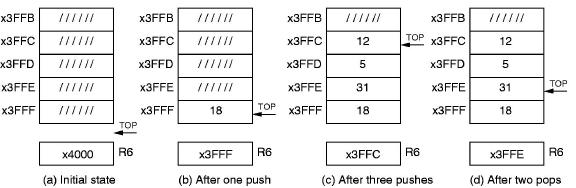 x3FFB //////
x3FFC //////
x3FFD //////
x3FFE //////
x3FFF //////
TOP
x4000 R6
(a) Initial state
x3FFB //////
x3FFC //////
x3FFD //////
x3FFE //////
x3FFF 18 TOP
x3FFF R6
(b) After one push
x3FFB //////
x3FFC 12 TOP
x3FFD 5
x3FFE 31
x3FFF 18
x3FFC R6
(c) After three pushes
x3FFB //////
x3FFC 12
x3FFD 5
x3FFE 31 TOP
x3FFF 18
x3FFE R6
(d) After two pops